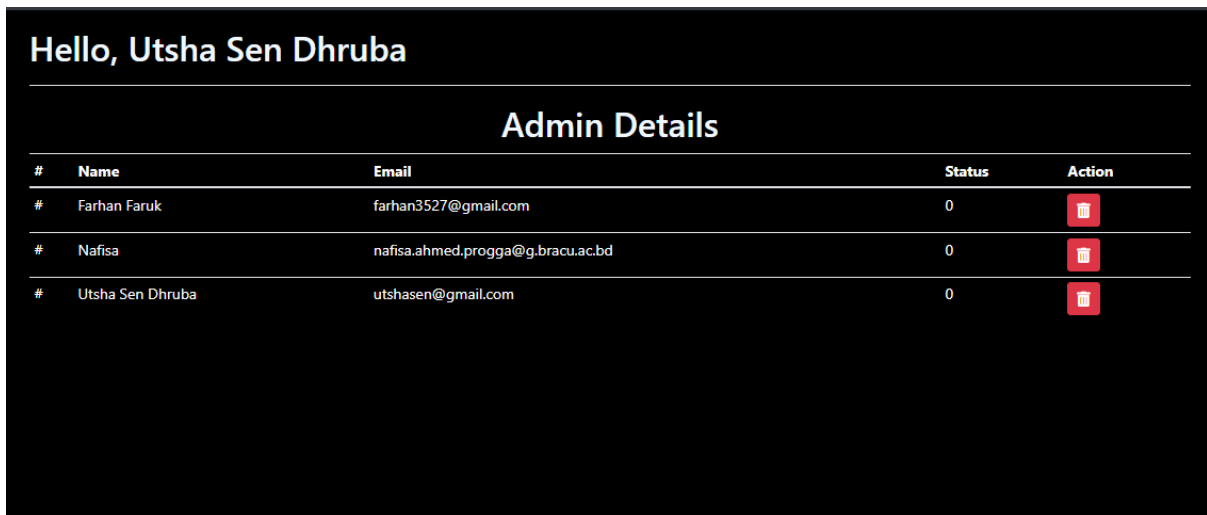 Hello, Utsha Sen Dhruba
Admin Details
# Name Email Status Action
# Farhan Faruk farhan3527@gmail.com 0
# Nafisa nafisa.ahmed.progga@g.bracu.ac.bd 0
# Utsha Sen Dhruba utshasen@gmail.com 0